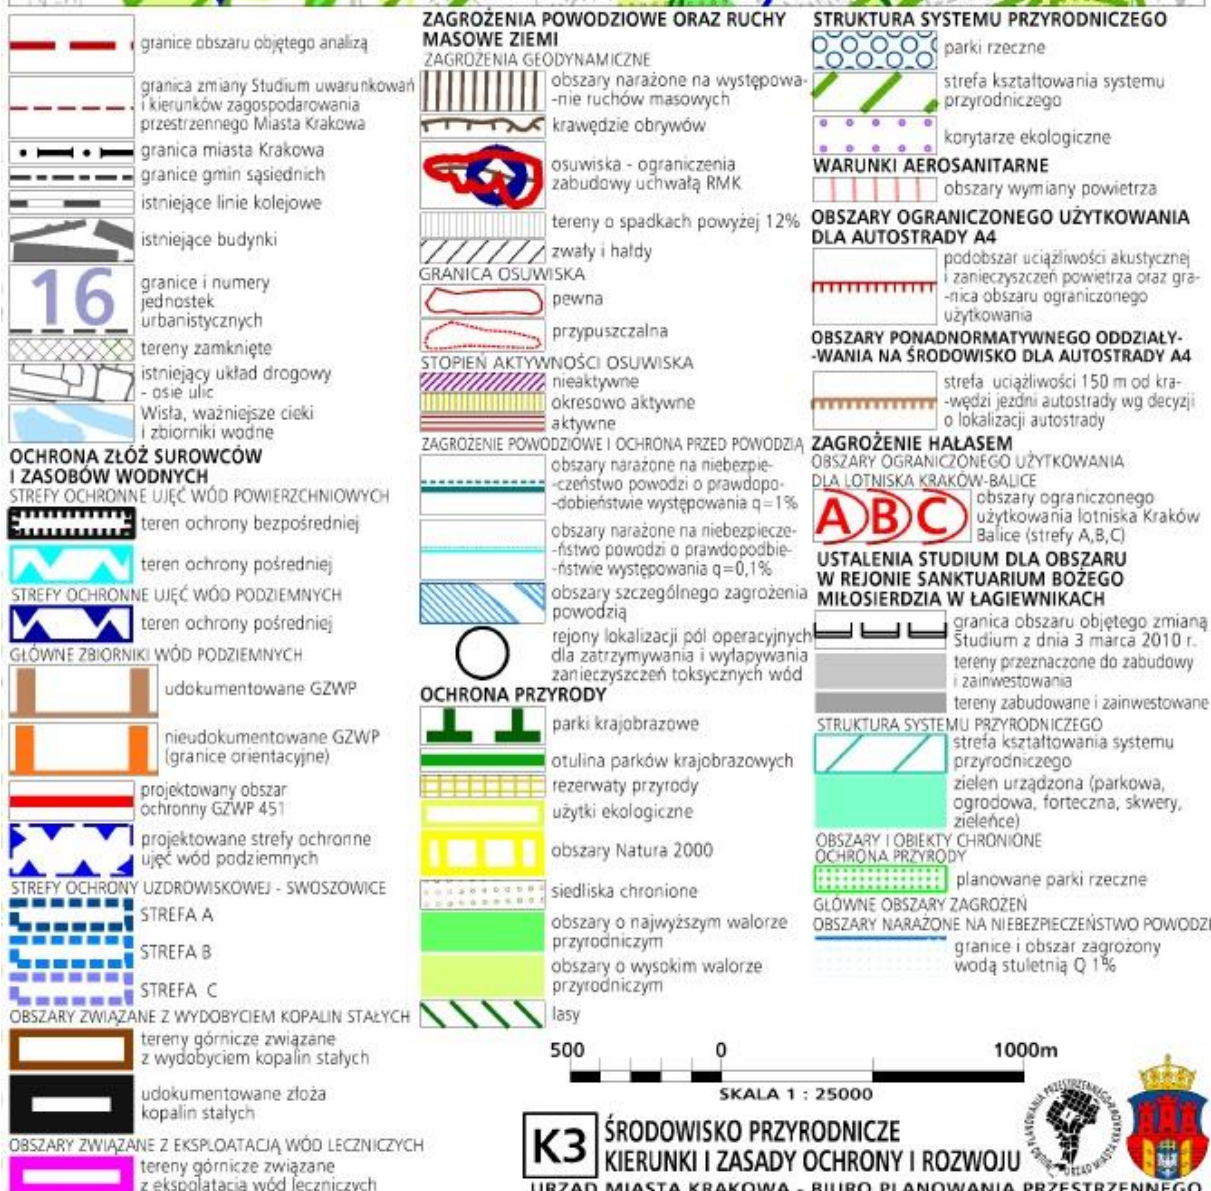 granice obszaru objętego analizą
granica zmiany Studium uwarunkowań
i kierunków zagospodarowania
przestrzennego Miasta Krakowa
granica miasta Krakowa
granice gmin sąsiednich
istniejące linie kolejowe
istniejące budynki
16
granice i numery
jednostek
urbanistycznych
tereny zamknięte
istniejący układ drogowy
- osie ulic
Wisła, ważniejsze cieki
i zbiorniki wodne
OCHRONA ZŁÓŻ SUROWCÓW
I ZASOBÓW WODNYCH
STREFY OCHRONNE UJĘĆ WÓD POWIERZCHNIOWYCH
teren ochrony bezpośredniej
teren ochrony pośredniej
STREFY OCHRONNE UJĘĆ WÓD PODZIEMNYCH
teren ochrony pośredniej
GŁÓWNE ZBIORNIKI WÓD PODZIEMNYCH
udokumentowane GZWP
nieudokumentowane GZWP
(granice orientacyjne)
projektowany obszar
ochronny GZWP 451
projektowane strefy ochronne
ujęć wód podziemnych
STREFY OCHRONY UZDROWISKOWEJ - SWOSZOWICE
STREFA A
STREFA B
STREFA C
OBSZARY ZWIĄZANE Z WYDOBYCIEM KOPALIN STAŁYCH
tereny górnicze związane
z wydobyciem kopalin stałych
udokumentowane złoża
kopalin stałych
OBSZARY ZWIĄZANE Z EKSPLOATACJĄ WÓD LECZNICZYCH
tereny górnicze związane
z ekspolatacją wód leczniczych
ZAGROŻENIA POWODZIOWE ORAZ RUCHY
MASOWE ZIEMI
ZAGROŻENIA GEODYNAMICZNE
obszary narażone na występowa-
-nie ruchów masowych
krawędzie obrywów
osuwiska - ograniczenia
zabudowy uchwałą RMK
tereny o spadkach powyżej 12%
zwały i hałdy
GRANICA OSUWISKA
pewna
przypuszczalna
STOPIEŃ AKTYWNOŚCI OSUWISKA
nieaktywne
okresowo aktywne
aktywne
ZAGROŻENIE POWODZIOWE I OCHRONA PRZED POWODZIĄ
obszary narażone na niebezpie-
-czeństwo powodzi o prawdopo-
-dobieństwie występowania q=1%
obszary narażone na niebezpiecze-
-ństwo powodzi o prawdopodbie-
-ństwie występowania q=0,1%
obszary szczególnego zagrożenia
powodzią
rejony lokalizacji pól operacyjnych
dla zatrzymywania i wyłapywania
zanieczyszczeń toksycznych wód
OCHRONA PRZYRODY
parki krajobrazowe
otulina parków krajobrazowych
rezerwaty przyrody
użytki ekologiczne
obszary Natura 2000
siedliska chronione
obszary o najwyższym walorze
przyrodniczym
obszary o wysokim walorze
przyrodniczym
lasy
STRUKTURA SYSTEMU PRZYRODNICZEGO
parki rzeczne
strefa kształtowania systemu
przyrodniczego
korytarze ekologiczne
WARUNKI AEROSANITARNE
obszary wymiany powietrza
OBSZARY OGRANICZONEGO UŻYTKOWANIA
DLA AUTOSTRADY A4
podobszar uciążliwości akustycznej
i zanieczyszczeń powietrza oraz gra-
-nica obszaru ograniczonego
użytkowania
OBSZARY PONADNORMATYWNEGO ODDZIAŁY-
-WANIA NA ŚRODOWISKO DLA AUTOSTRADY A4
strefa uciążliwości 150 m od kra-
-wędzi jezdni autostrady wg decyzji
o lokalizacji autostrady
ZAGROŻENIE HAŁASEM
OBSZARY OGRANICZONEGO UŻYTKOWANIA
DLA LOTNISKA KRAKÓW-BALICE
ABC
obszary ograniczonego
użytkowania lotniska Kraków
Balice (strefy A,B,C)
USTALENIA STUDIUM DLA OBSZARU
W REJONIE SANKTUARIUM BOŻEGO
MIŁOSIERDZIA W ŁAGIEWNIKACH
granica obszaru objętego zmianą
Studium z dnia 3 marca 2010 r.
tereny przeznaczone do zabudowy
i zainwestowania
tereny zabudowane i zainwestowane
STRUKTURA SYSTEMU PRZYRODNICZEGO
strefa kształtowania systemu
przyrodniczego
zieleń urządzona (parkowa,
ogrodowa, forteczna, skwery,
zieleńce)
OBSZARY I OBIEKTY CHRONIONE
OCHRONA PRZYRODY
planowane parki rzeczne
GŁÓWNE OBSZARY ZAGROŻEŃ
OBSZARY NARAŻONE NA NIEBEZPIECZEŃSTWO POWODZI
granice i obszar zagrożony
wodą stuletnią Q 1%
500 0 1000m
SKALA 1 : 25000
K3
ŚRODOWISKO PRZYRODNICZE
KIERUNKI I ZASADY OCHRONY I ROZWOJU
URZĄD MIASTA KRAKOWA - BIURO PLANOWANIA PRZESTRZENNEGO